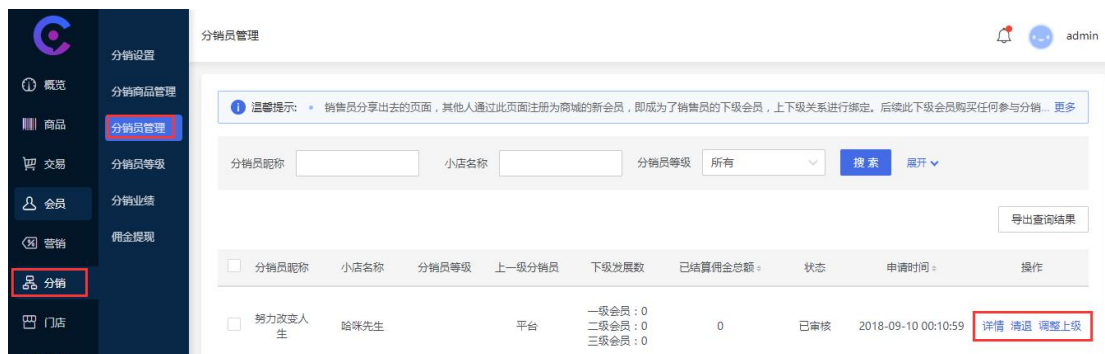 分销员管理
admin
概览
商品
交易
会员
营销
分销
门店
分销设置
分销商品管理
分销员管理
分销员等级
分销业绩
佣金提现
温馨提示: • 销售员分享出去的页面，其他人通过此页面注册为商城的新会员，即成为了销售员的下级会员，上下级关系进行绑定。后续此下级会员购买任何参与分销... 更多
分销员昵称 小店名称 分销员等级 所有 搜索 展开
导出查询结果
分销员昵称 小店名称 分销员等级 上一级分销员 下级发展数 已结算佣金总额 状态 申请时间 操作
努力改变人
生
哈咪先生
平台
一级会员：0
二级会员：0
三级会员：0
0
已审核
2018-09-10 00:10:59
详情 清退 调整上级